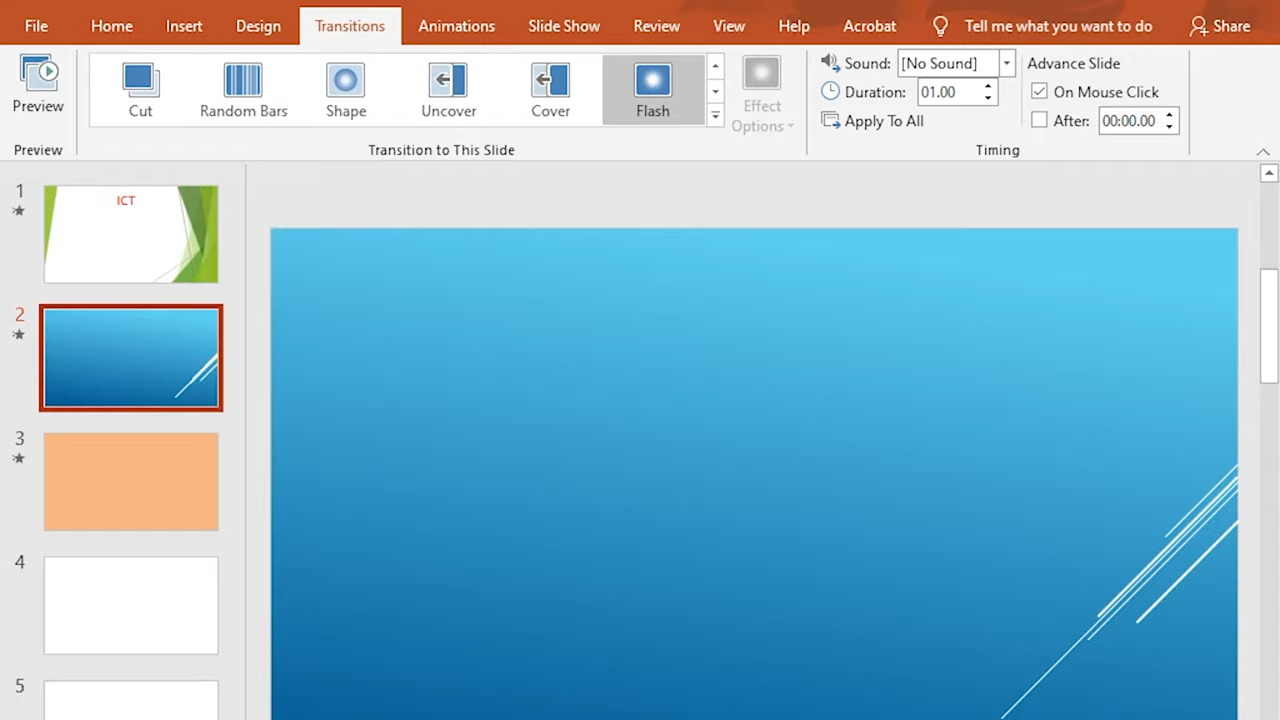 File Home Insert Design Transitions Animations Slide Show Review View Help Acrobat Tell me what you want to do Share
Preview
Cut Random Bars Shape Uncover Cover Flash
Effect Options
Sound: [No Sound]
Duration: 01.00
Apply To All
Advance Slide
On Mouse Click
After: 00:00.00
Preview Transition to This Slide Timing
1
ICT
2
3
4
5